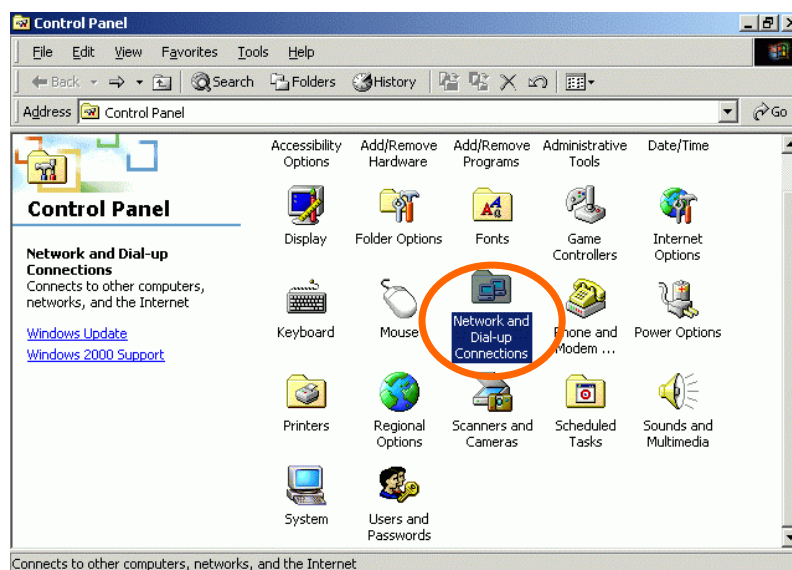 Control Panel
File Edit View Favorites Tools Help
Back Search Folders History
Address Control Panel Go
Accessibility Options
Add/Remove Hardware
Add/Remove Programs
Administrative Tools
Date/Time
Control Panel
Network and Dial-up
Connections
Connects to other computers,
networks, and the Internet
Windows Update
Windows 2000 Support
Display
Folder Options
Fonts
Game
Controllers
Internet
Options
Keyboard
Mouse
Network and
Dial-up
Connections
Phone and
Modem ...
Power Options
Printers
Regional
Options
Scanners and
Cameras
Scheduled
Tasks
Sounds and
Multimedia
System
Users and
Passwords
Connects to other computers, networks, and the Internet